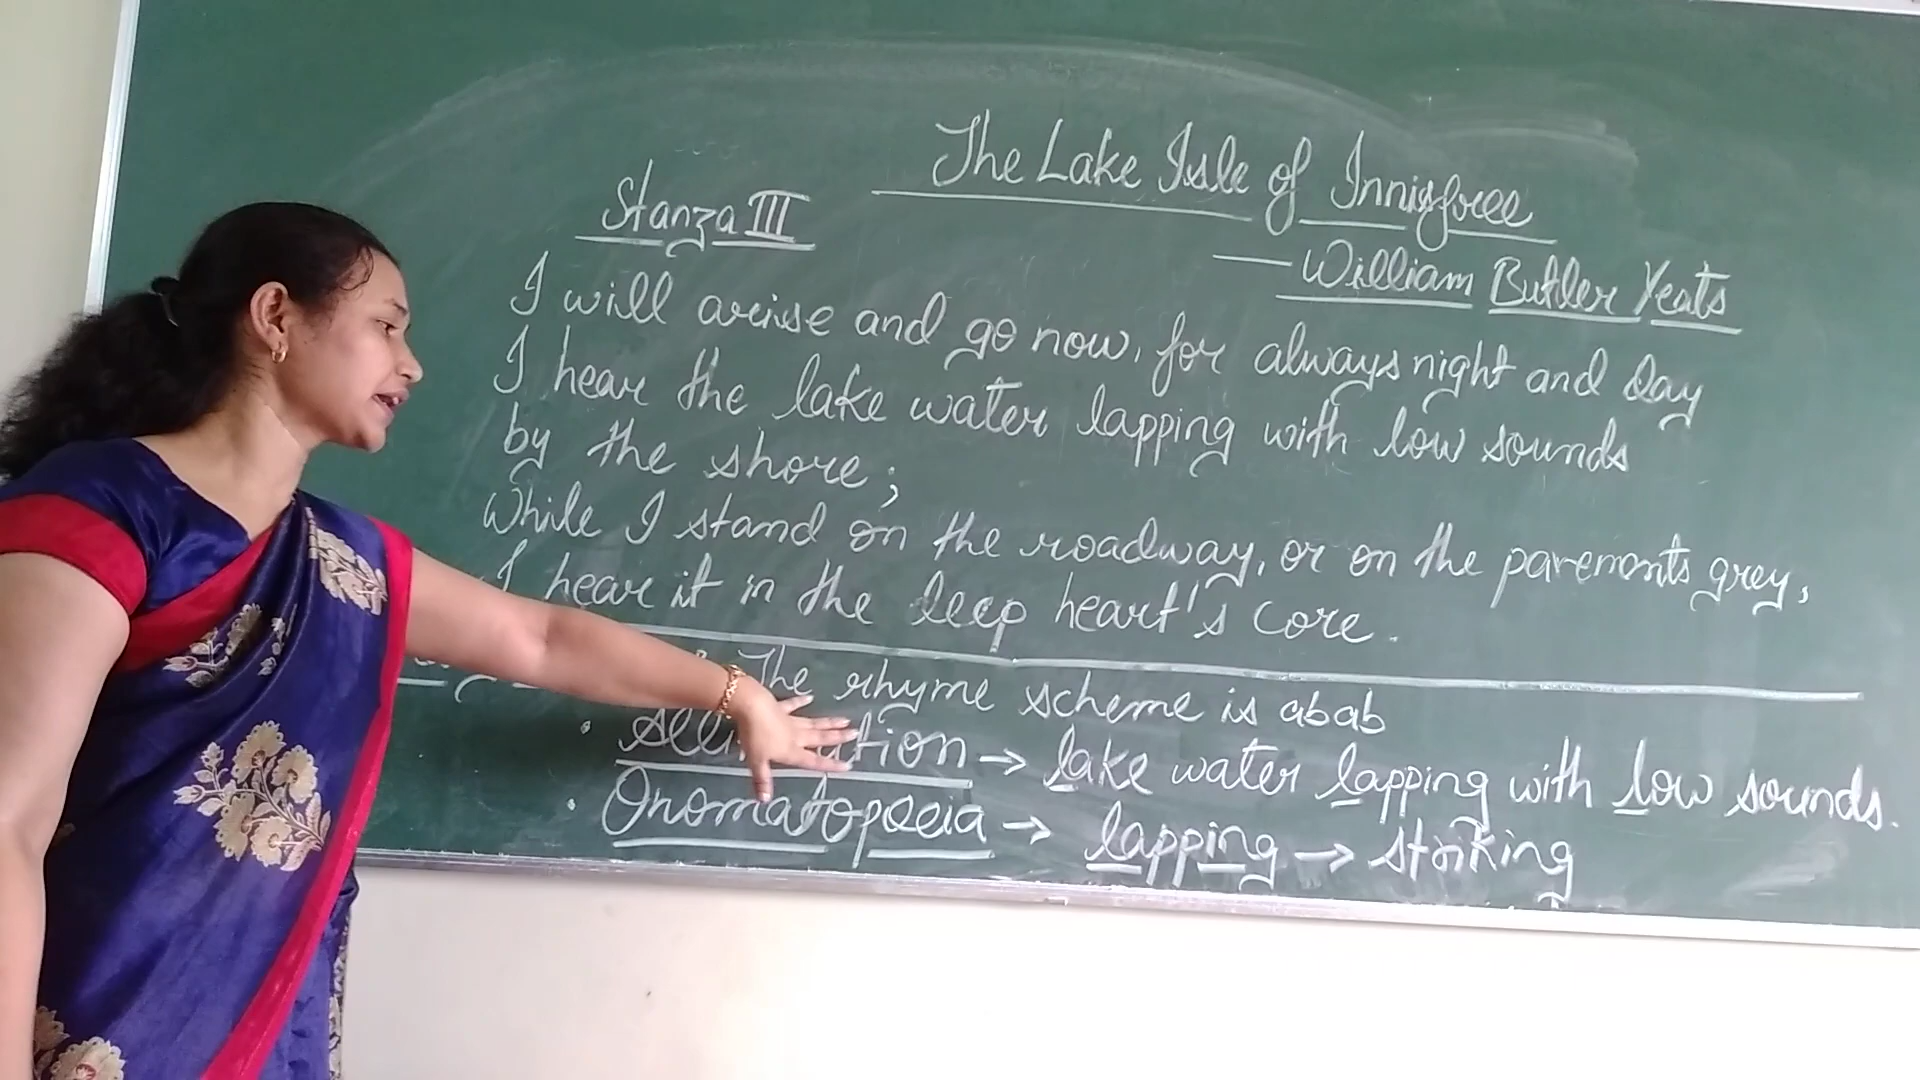 The Lake Isle of Innisfree
Stanza III
— William Butler Yeats
I will arise and go now, for always night and day
I hear the lake water lapping with low sounds
by the shore;
While I stand on the roadway, or on the pavements grey,
I hear it in the deep heart's core.
The rhyme scheme is abab
• → lake water lapping with low sounds.
• Onomatopoeia → lapping → striking